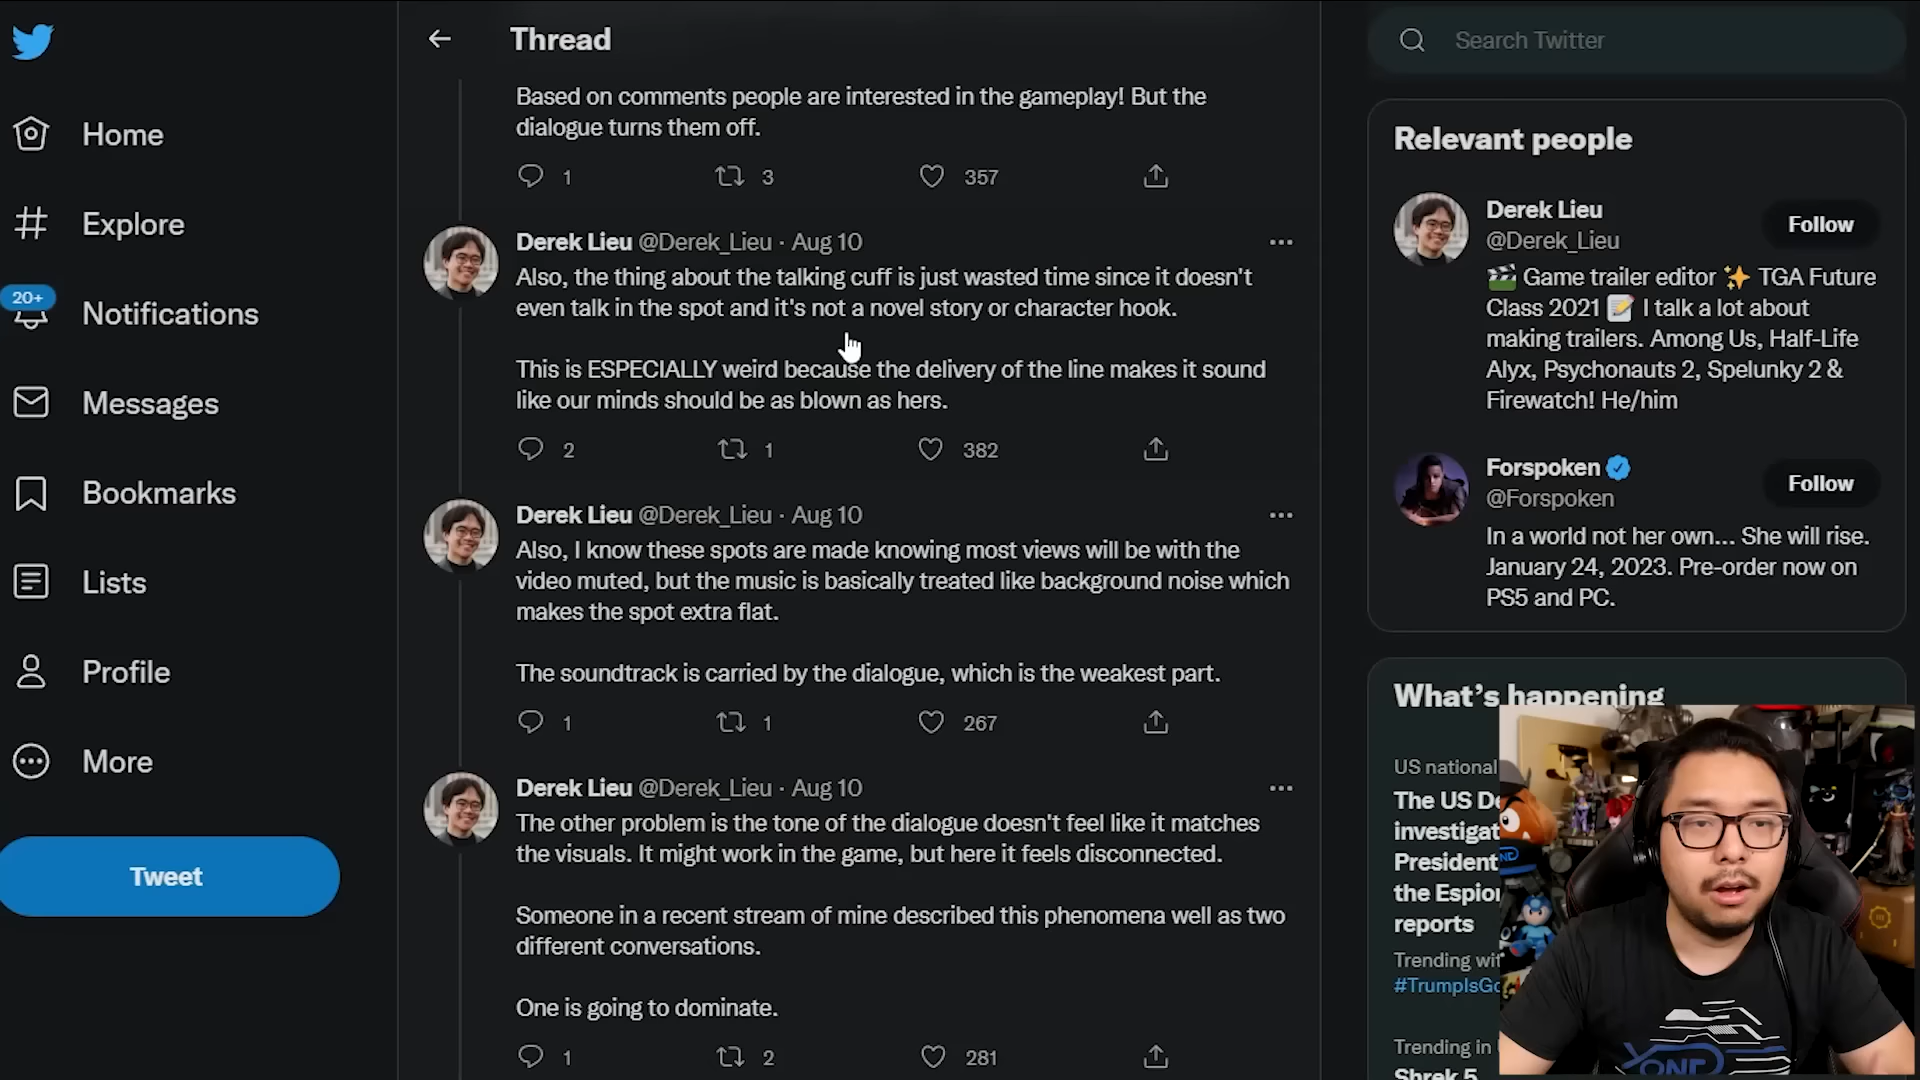 Home
Explore
20+
Notifications
Messages
Bookmarks
Lists
Profile
More
Tweet
Thread
Based on comments people are interested in the gameplay! But the
dialogue turns them off.
1 3 357
Derek Lieu @Derek_Lieu · Aug 10
Also, the thing about the talking cuff is just wasted time since it doesn't
even talk in the spot and it's not a novel story or character hook.
This is ESPECIALLY weird because the delivery of the line makes it sound
like our minds should be as blown as hers.
2 1 382
Derek Lieu @Derek_Lieu · Aug 10
Also, I know these spots are made knowing most views will be with the
video muted, but the music is basically treated like background noise which
makes the spot extra flat.
The soundtrack is carried by the dialogue, which is the weakest part.
1 1 267
Derek Lieu @Derek_Lieu · Aug 10
The other problem is the tone of the dialogue doesn't feel like it matches
the visuals. It might work in the game, but here it feels disconnected.
Someone in a recent stream of mine described this phenomena well as two
different conversations.
One is going to dominate.
1 2 281
Search Twitter
Relevant people
Derek Lieu
@Derek_Lieu
Follow
🎬 Game trailer editor ✨ TGA Future
Class 2021 📝 I talk a lot about
making trailers. Among Us, Half-Life
Alyx, Psychonauts 2, Spelunky 2 &
Firewatch! He/him
Forspoken
@Forspoken
Follow
In a world not her own... She will rise.
January 24, 2023. Pre-order now on
PS5 and PC.
What's happening
US national
The US
investigat
President
the Espio
reports
Trending
#TrumpIsG
Trending in
Shrek 5